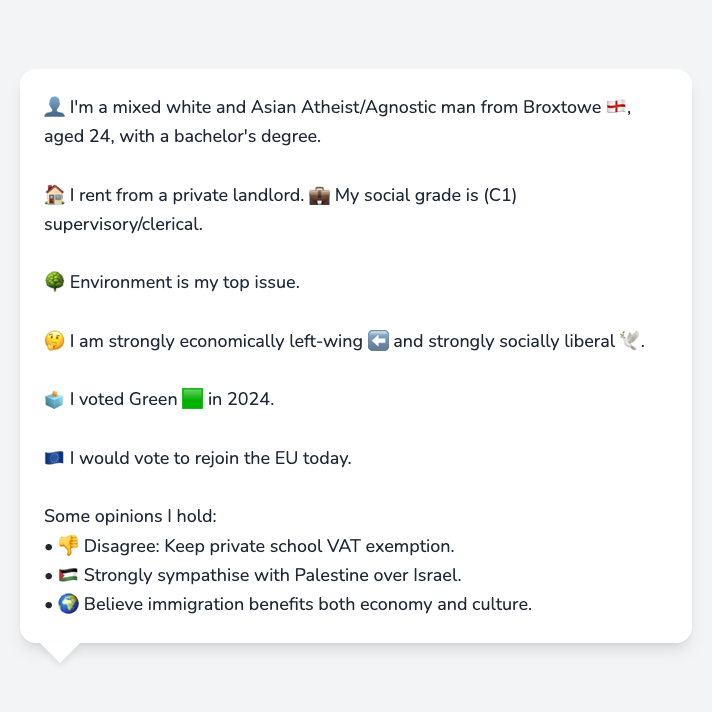 👤 I'm a mixed white and Asian Atheist/Agnostic man from Broxtowe 🏴󠁧󠁢󠁥󠁮󠁧󠁿,
aged 24, with a bachelor's degree.
🏠 I rent from a private landlord. 💼 My social grade is (C1)
supervisory/clerical.
🌳 Environment is my top issue.
🤔 I am strongly economically left-wing ⬅️ and strongly socially liberal 🕊️.
🗳️ I voted Green 🟩 in 2024.
🇪🇺 I would vote to rejoin the EU today.
Some opinions I hold:
• 👎 Disagree: Keep private school VAT exemption.
• 🇵🇸 Strongly sympathise with Palestine over Israel.
• 🌍 Believe immigration benefits both economy and culture.